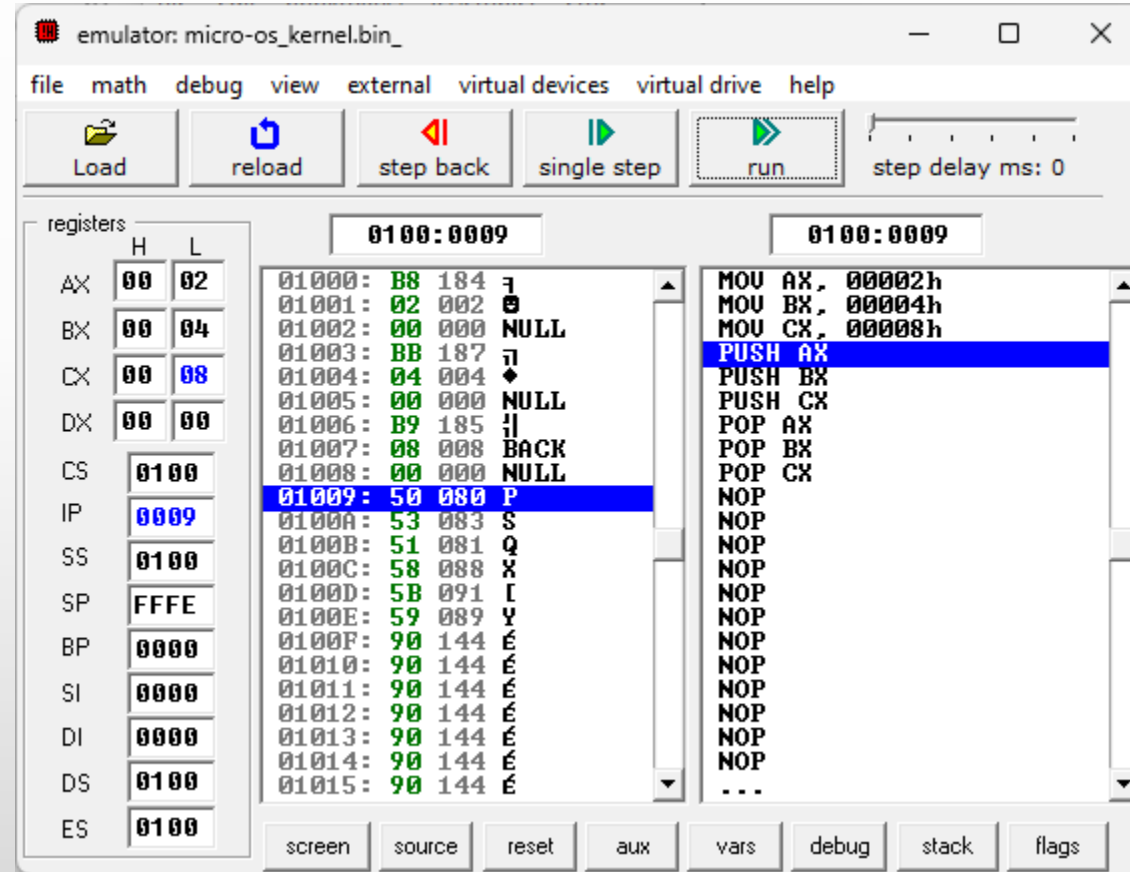 emulator: micro-os_kernel.bin_
file math debug view external virtual devices virtual drive help
Load reload step back single step run step delay ms: 0
registers
H L
AX 00 02
BX 00 04
CX 00 08
DX 00 00
CS 0100
IP 0009
SS 0100
SP FFFE
BP 0000
SI 0000
DI 0000
DS 0100
ES 0100
0100:0009
01000: B8 184 ╕
01001: 02 002 ☻
01002: 00 000 NULL
01003: BB 187 ╗
01004: 04 004 ♦
01005: 00 000 NULL
01006: B9 185 ╣
01007: 08 008 BACK
01008: 00 000 NULL
01009: 50 080 P
0100A: 53 083 S
0100B: 51 081 Q
0100C: 58 088 X
0100D: 5B 091 [
0100E: 59 089 Y
0100F: 90 144 É
01010: 90 144 É
01011: 90 144 É
01012: 90 144 É
01013: 90 144 É
01014: 90 144 É
01015: 90 144 É
0100:0009
MOV AX, 00002h
MOV BX, 00004h
MOV CX, 00008h
PUSH AX
PUSH BX
PUSH CX
POP AX
POP BX
POP CX
NOP
NOP
NOP
NOP
NOP
NOP
NOP
NOP
NOP
NOP
NOP
NOP
...
screen source reset aux vars debug stack flags